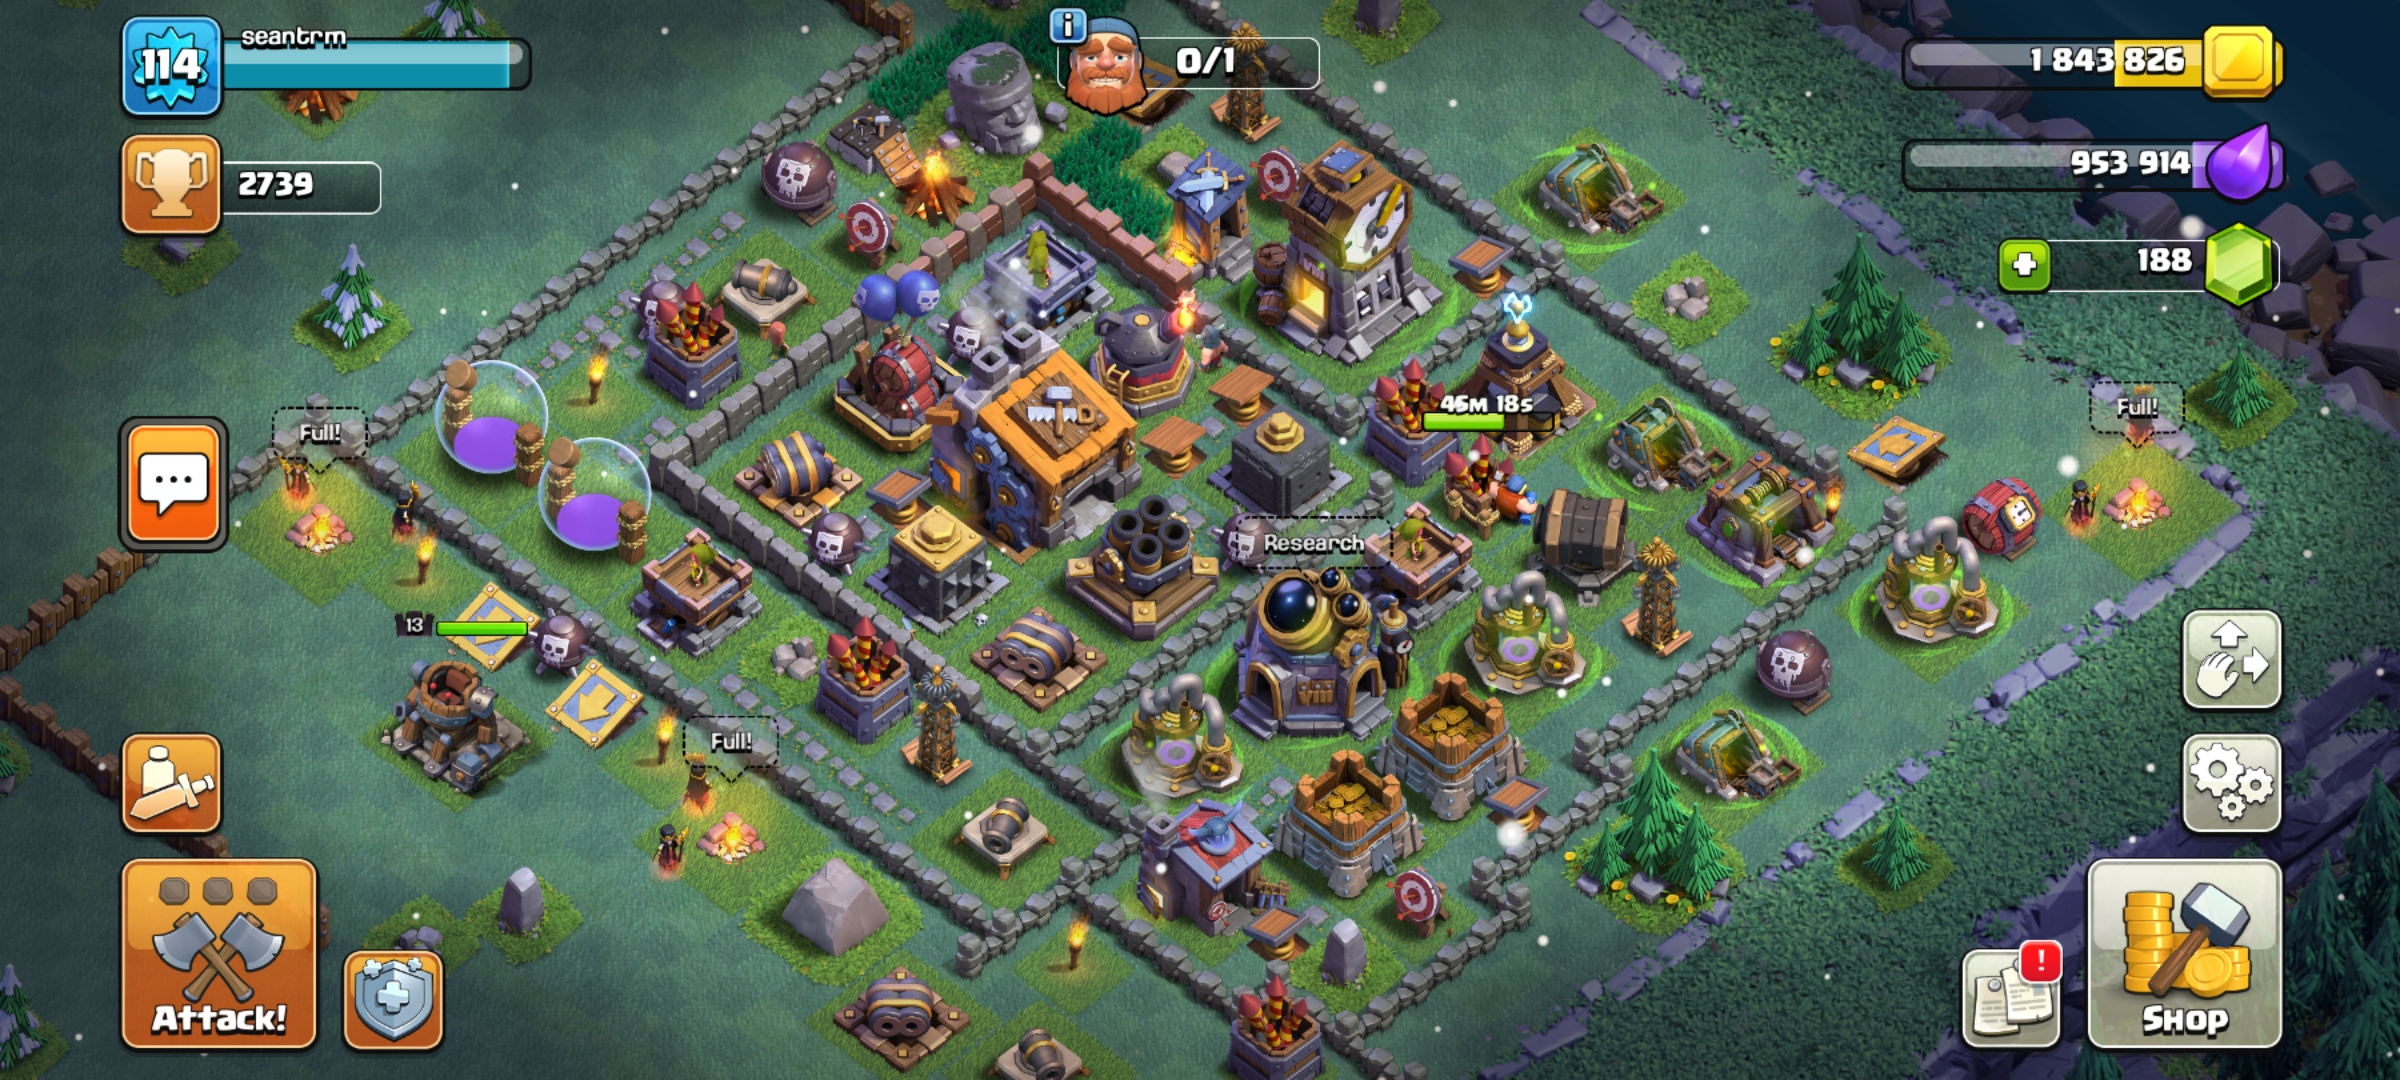 114
seantrm
0/1
1 843 826
2739
953 914
188
Full!
46m 18s
Full!
Research
13
VIII
Full!
Attack!
!
Shop